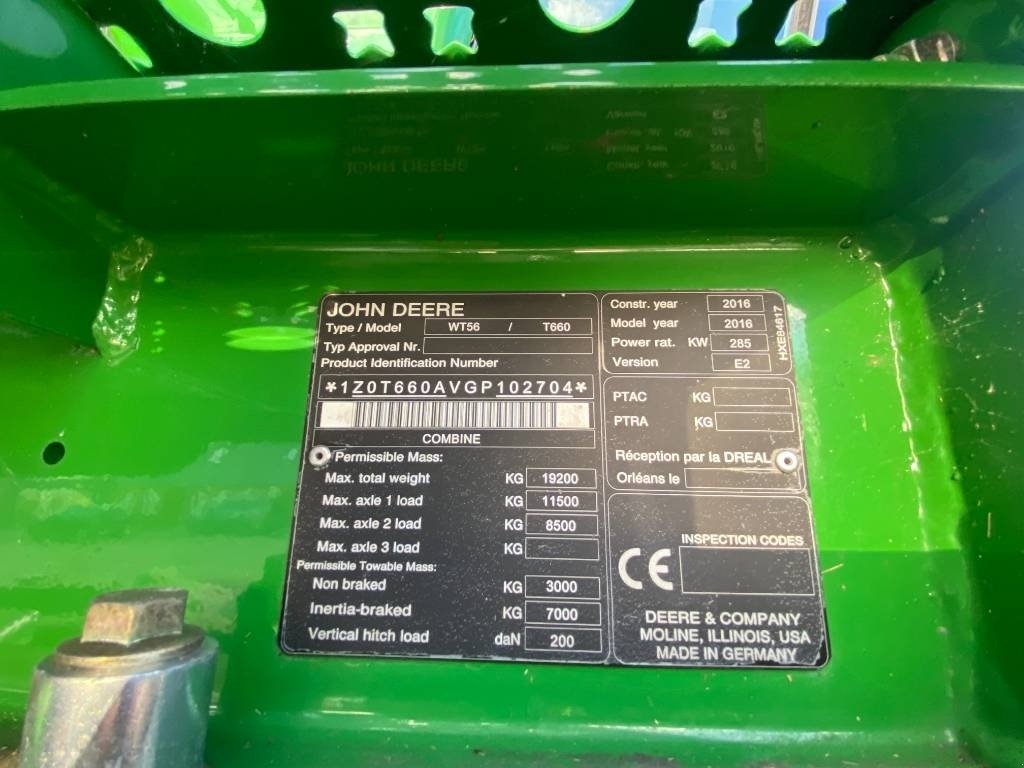 JOHN DEERE
Type / Model WT56 / T660
Typ Approval Nr.
Product Identification Number
*1Z0T660AVGP102704*
COMBINE
Permissible Mass:
Max. total weight KG 19200
Max. axle 1 load KG 11500
Max. axle 2 load KG 8500
Max. axle 3 load KG
Permissible Towable Mass:
Non braked KG 3000
Inertia-braked KG 7000
Vertical hitch load daN 200
Constr. year 2016
Model year 2016
Power rat. KW 285
Version E2
HXE84617
PTAC KG
PTRA KG
Réception par la DREAL
Orléans le
INSPECTION CODES
CE
DEERE & COMPANY
MOLINE, ILLINOIS, USA
MADE IN GERMANY